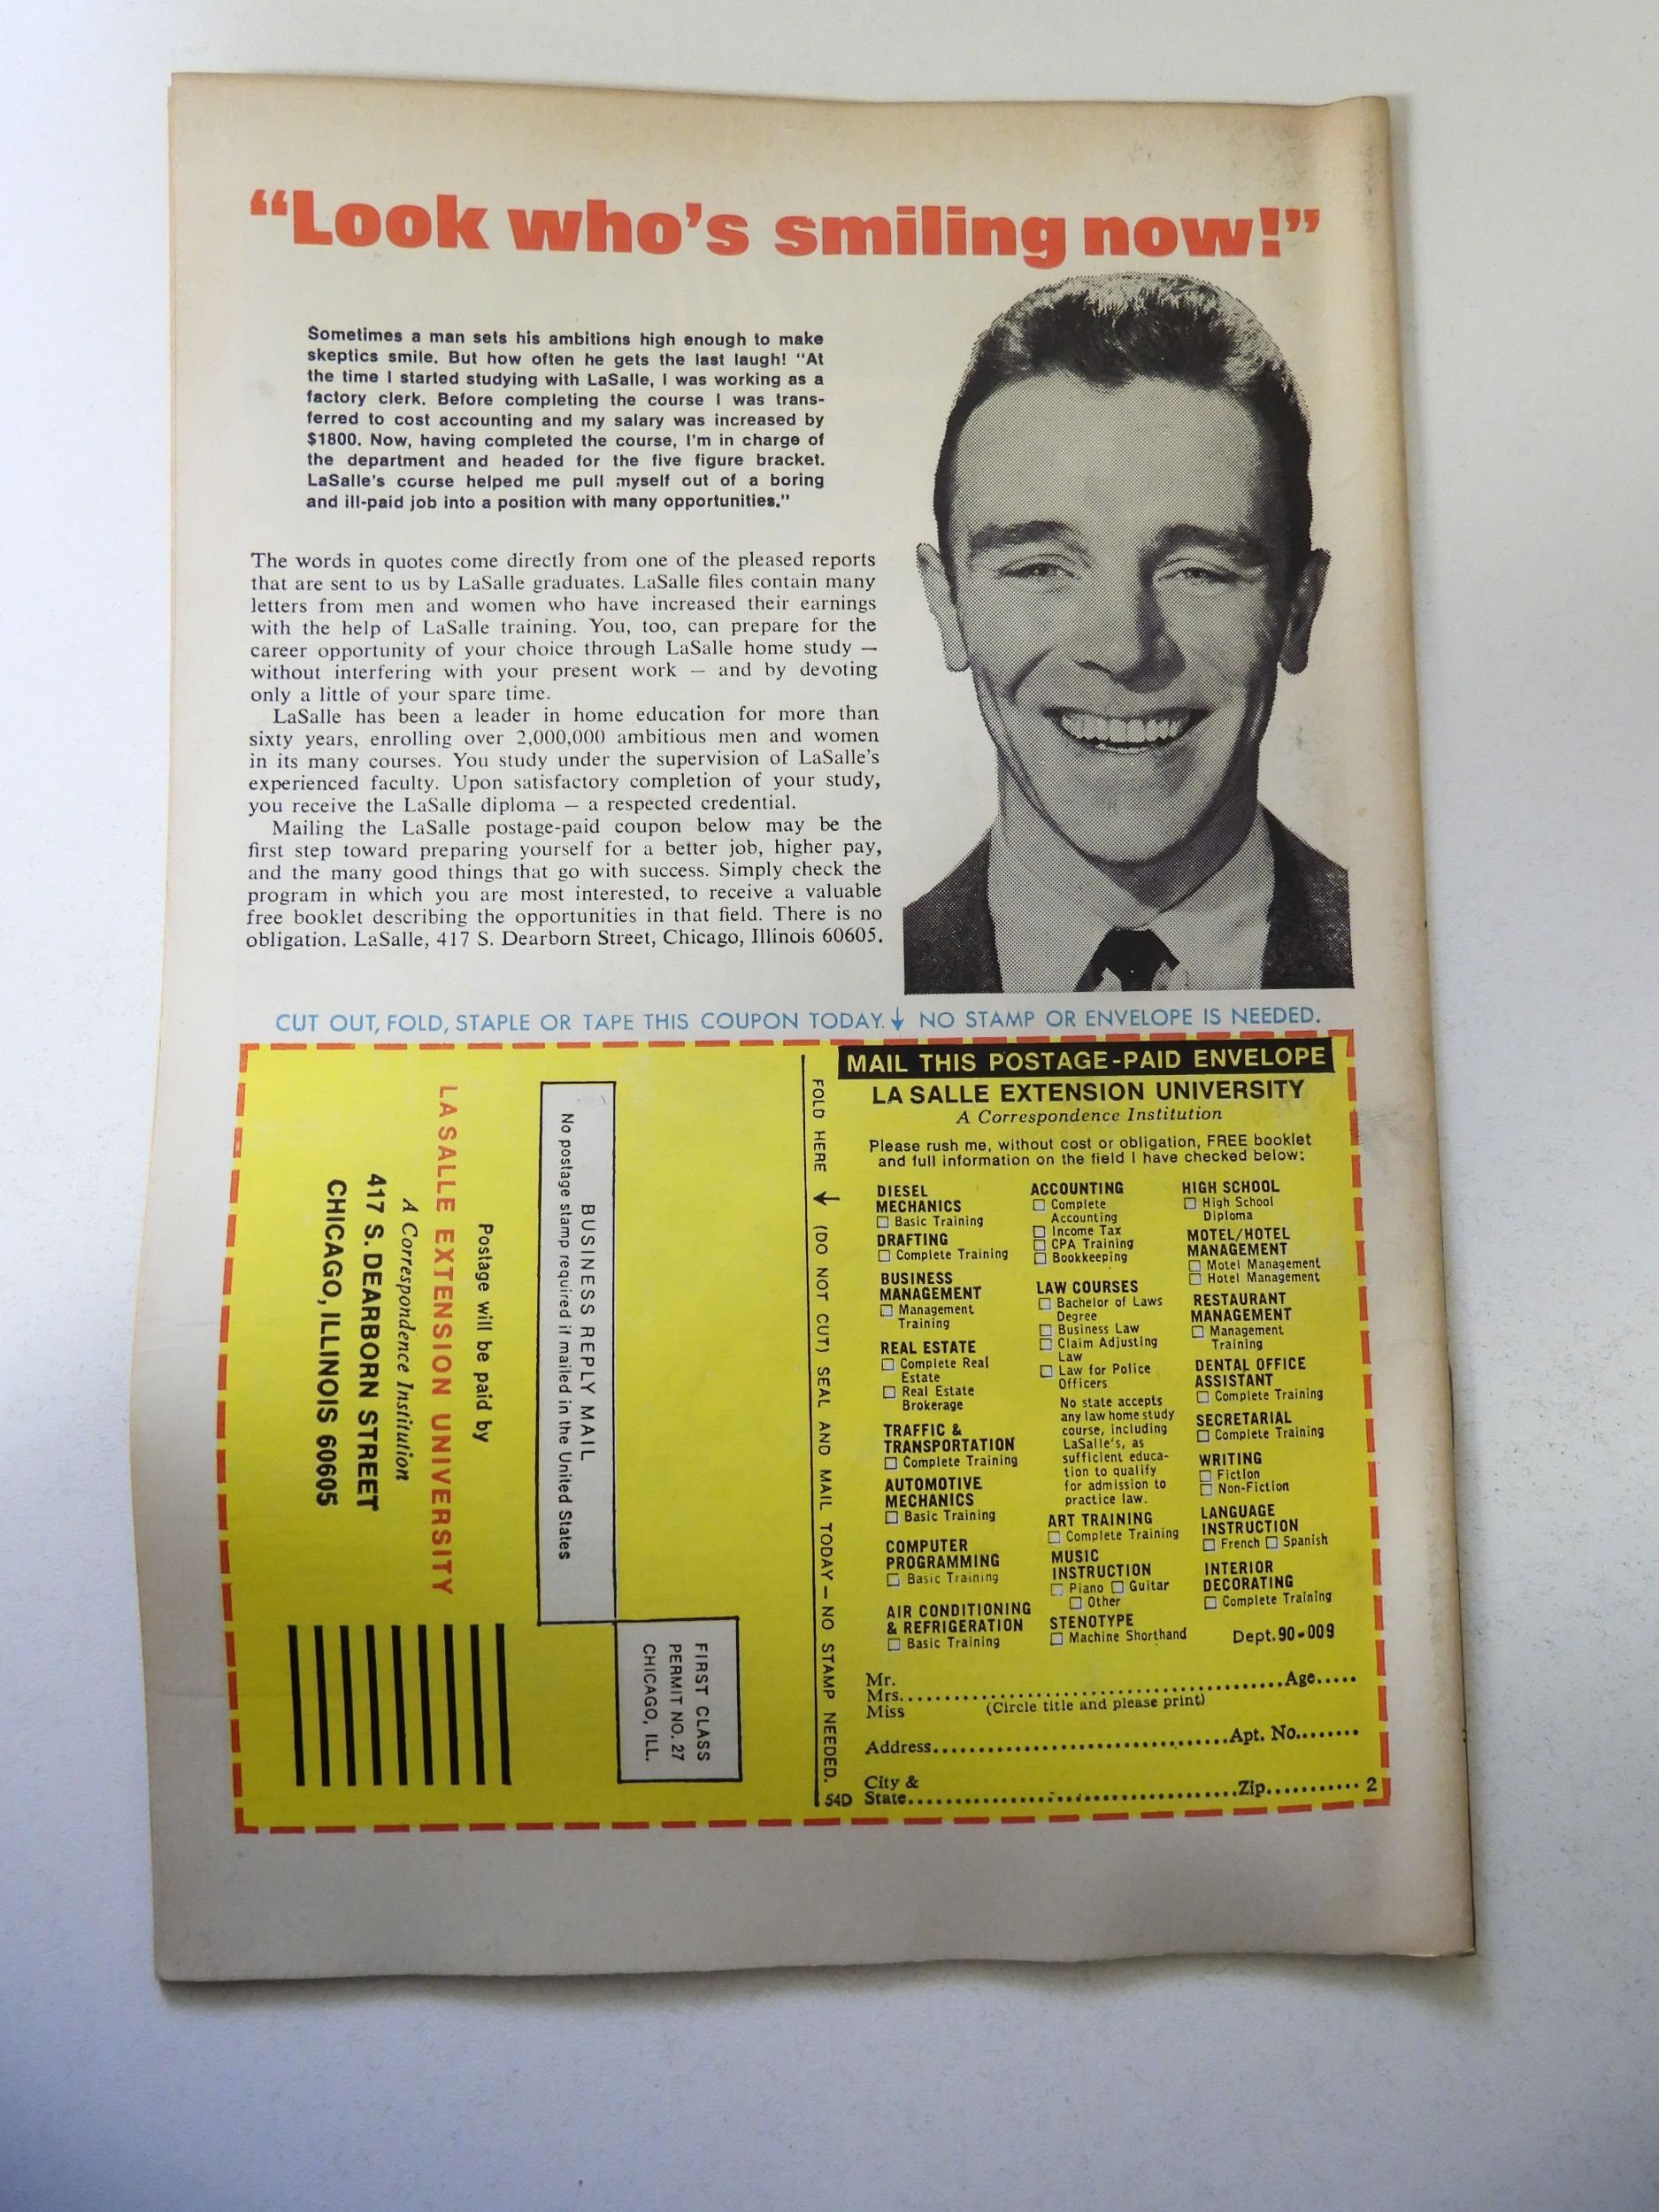 “Look who’s smiling now!”
Sometimes a man sets his ambitions high enough to make
skeptics smile. But how often he gets the last laugh! “At
the time I started studying with LaSalle, I was working as a
factory clerk. Before completing the course I was trans-
ferred to cost accounting and my salary was increased by
$1800. Now, having completed the course, I’m in charge of
the department and headed for the five figure bracket.
LaSalle’s course helped me pull myself out of a boring
and ill-paid job into a position with many opportunities.”
The words in quotes come directly from one of the pleased reports
that are sent to us by LaSalle graduates. LaSalle files contain many
letters from men and women who have increased their earnings
with the help of LaSalle training. You, too, can prepare for the
career opportunity of your choice through LaSalle home study —
without interfering with your present work — and by devoting
only a little of your spare time.
LaSalle has been a leader in home education for more than
sixty years, enrolling over 2,000,000 ambitious men and women
in its many courses. You study under the supervision of LaSalle’s
experienced faculty. Upon satisfactory completion of your study,
you receive the LaSalle diploma — a respected credential.
Mailing the LaSalle postage-paid coupon below may be the
first step toward preparing yourself for a better job, higher pay,
and the many good things that go with success. Simply check the
program in which you are most interested, to receive a valuable
free booklet describing the opportunities in that field. There is no
obligation. LaSalle, 417 S. Dearborn Street, Chicago, Illinois 60605.
CUT OUT, FOLD, STAPLE OR TAPE THIS COUPON TODAY. ↓ NO STAMP OR ENVELOPE IS NEEDED.
FIRST CLASS
PERMIT NO. 27
CHICAGO, ILL.
BUSINESS REPLY MAIL
No postage stamp required if mailed in the United States
Postage will be paid by
LA SALLE EXTENSION UNIVERSITY
A Correspondence Institution
417 S. DEARBORN STREET
CHICAGO, ILLINOIS 60605
FOLD HERE → (DO NOT CUT) SEAL AND MAIL TODAY — NO STAMP NEEDED.
54D
MAIL THIS POSTAGE-PAID ENVELOPE
LA SALLE EXTENSION UNIVERSITY
A Correspondence Institution
Please rush me, without cost or obligation, FREE booklet
and full information on the field I have checked below:
DIESEL
MECHANICS
☐ Basic Training
DRAFTING
☐ Complete Training
BUSINESS
MANAGEMENT
☐ Management
Training
REAL ESTATE
☐ Complete Real
Estate
☐ Real Estate
Brokerage
TRAFFIC &
TRANSPORTATION
☐ Complete Training
AUTOMOTIVE
MECHANICS
☐ Basic Training
COMPUTER
PROGRAMMING
☐ Basic Training
AIR CONDITIONING
& REFRIGERATION
☐ Basic Training
ACCOUNTING
☐ Complete
Accounting
☐ Income Tax
☐ CPA Training
☐ Bookkeeping
LAW COURSES
☐ Bachelor of Laws
Degree
☐ Business Law
☐ Claim Adjusting
Law
☐ Law for Police
Officers
No state accepts
any law home study
course, including
LaSalle’s, as
sufficient educa-
tion to qualify
for admission to
practice law.
ART TRAINING
☐ Complete Training
MUSIC
INSTRUCTION
☐ Piano ☐ Guitar
☐ Other
STENOTYPE
☐ Machine Shorthand
HIGH SCHOOL
☐ High School
Diploma
MOTEL/HOTEL
MANAGEMENT
☐ Motel Management
☐ Hotel Management
RESTAURANT
MANAGEMENT
☐ Management
Training
DENTAL OFFICE
ASSISTANT
☐ Complete Training
SECRETARIAL
☐ Complete Training
WRITING
☐ Fiction
☐ Non-Fiction
LANGUAGE
INSTRUCTION
☐ French ☐ Spanish
INTERIOR
DECORATING
☐ Complete Training
Dept. 90-009
Mr.
Mrs. Age
Miss (Circle title and please print)
Address Apt. No.
City &
State Zip 2